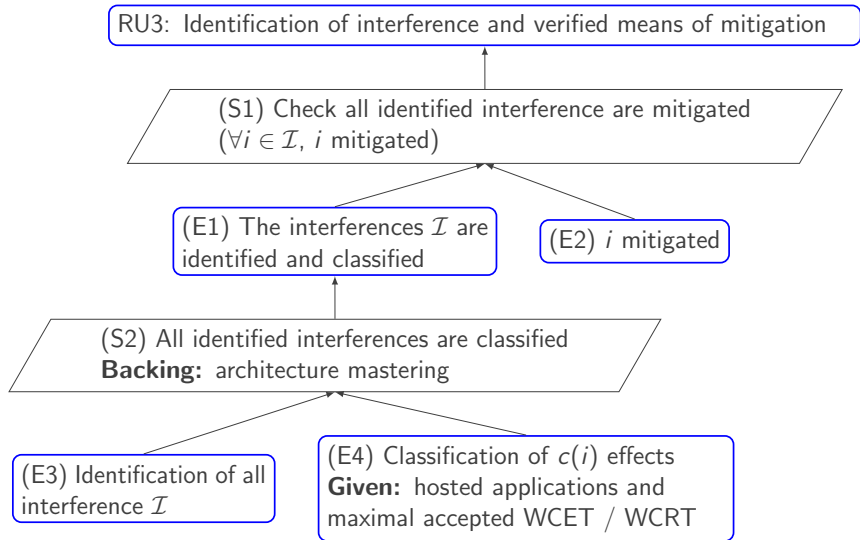 RU3: Identification of interference and verified means of mitigation
(S1) Check all identified interference are mitigated
(∀i ∈ ℐ, i mitigated)
(E1) The interferences ℐ are
identified and classified
(E2) i mitigated
(S2) All identified interferences are classified
Backing: architecture mastering
(E3) Identification of all
interference ℐ
(E4) Classification of c(i) effects
Given: hosted applications and
maximal accepted WCET / WCRT